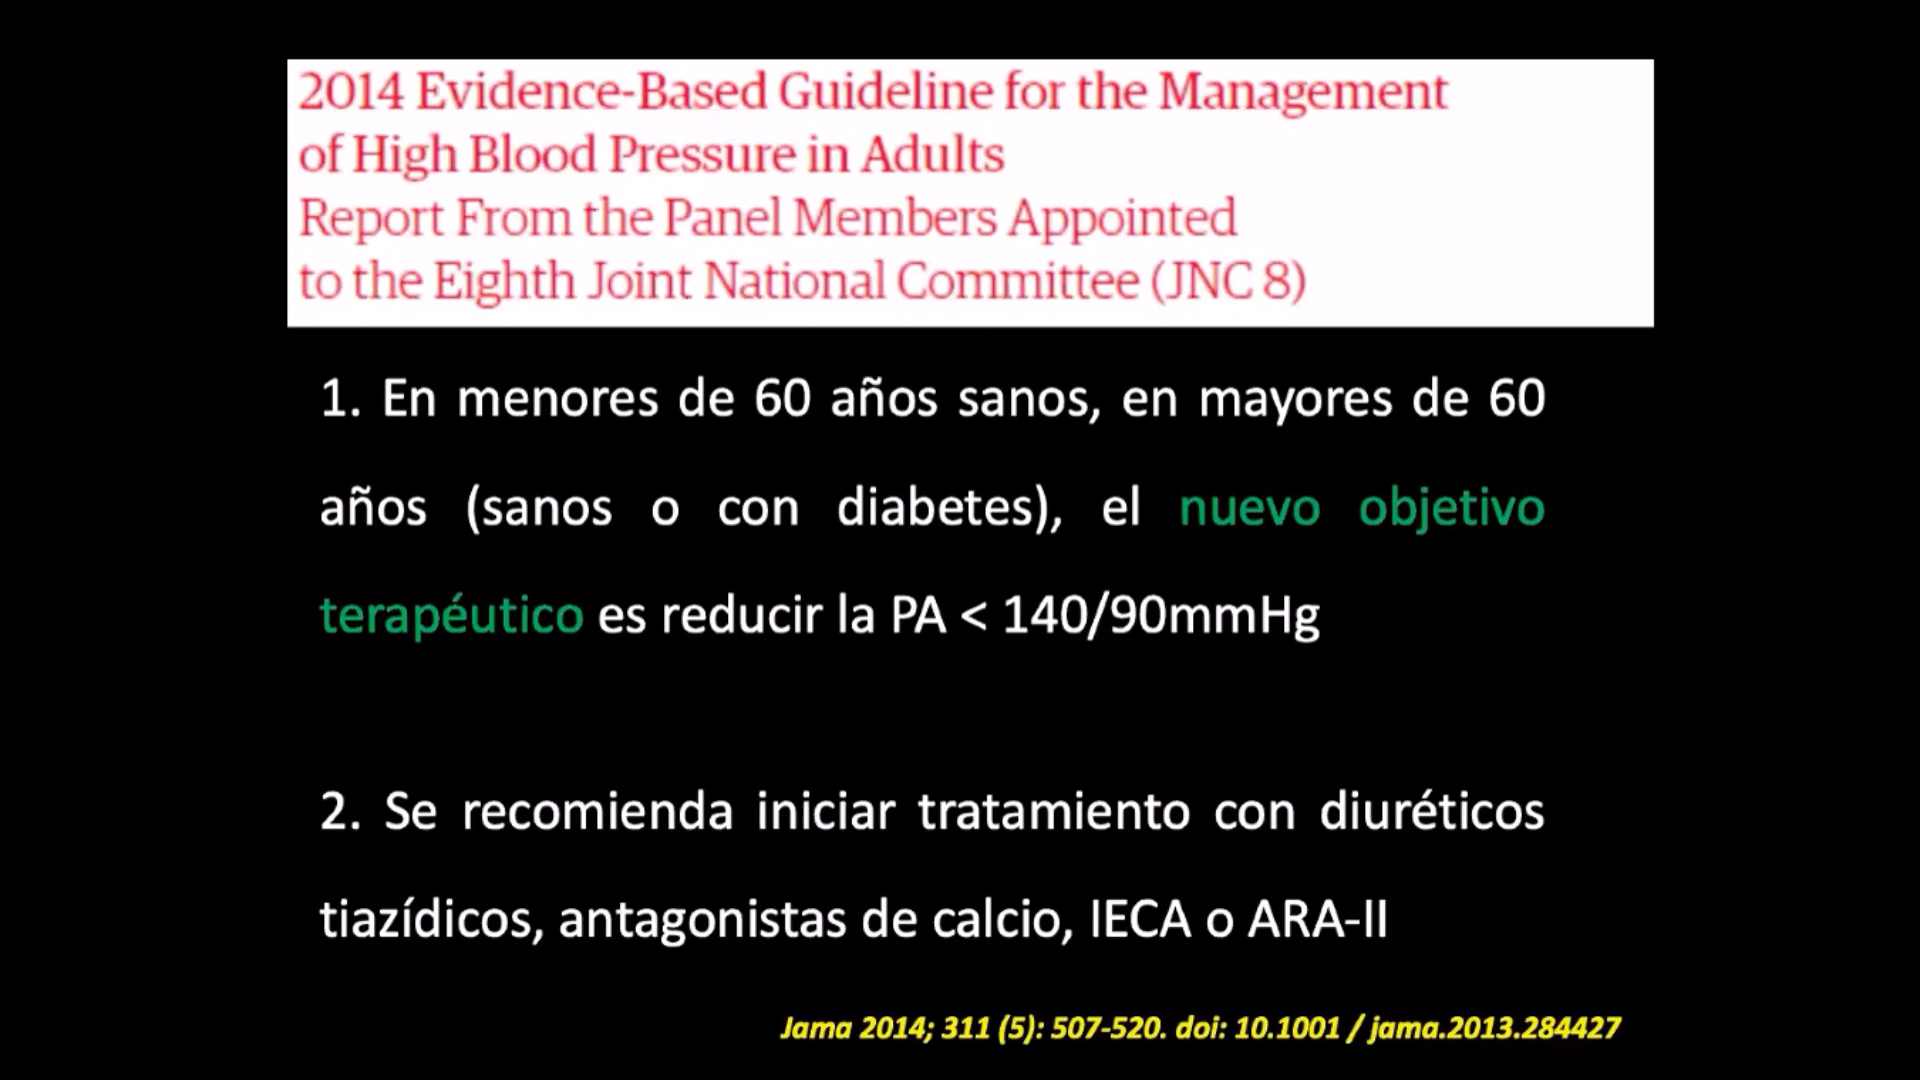 2014 Evidence-Based Guideline for the Management
of High Blood Pressure in Adults
Report From the Panel Members Appointed
to the Eighth Joint National Committee (JNC 8)
1. En menores de 60 años sanos, en mayores de 60
años (sanos o con diabetes), el nuevo objetivo
terapéutico es reducir la PA < 140/90mmHg
2. Se recomienda iniciar tratamiento con diuréticos
tiazídicos, antagonistas de calcio, IECA o ARA-II
Jama 2014; 311 (5): 507-520. doi: 10.1001 / jama.2013.284427